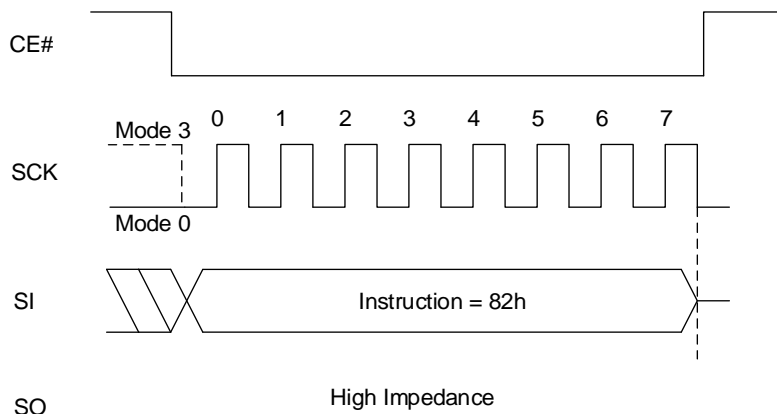 CE#
0 1 2 3 4 5 6 7
Mode 3
SCK
Mode 0
SI
Instruction = 82h
High Impedance
SO